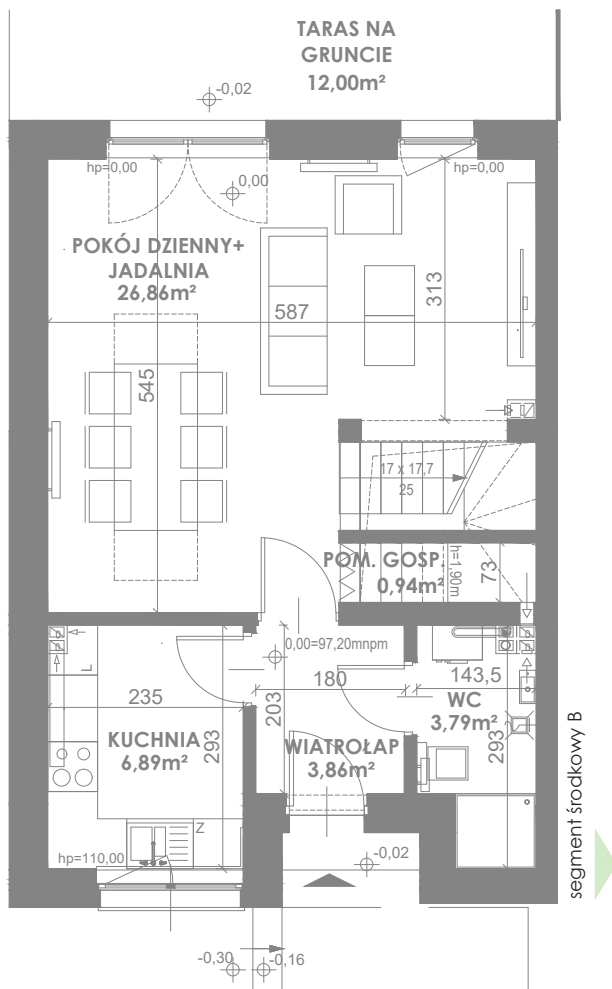 TARAS NA
GRUNCIE
12,00m²
-0,02
hp=0,00
0,00
hp=0,00
POKÓJ DZIENNY+
JADALNIA
26,86m²
587
313
545
17 x 17,7
25
POM. GOSP.
0,94m²
h=1,90m
73
0,00=97,20mnpm
L
235
293
KUCHNIA
6,89m²
Z
hp=110,00
180
203
WIATROŁAP
3,86m²
143,5
WC
3,79m²
293
-0,02
-0,30
-0,16
segment środkowy B